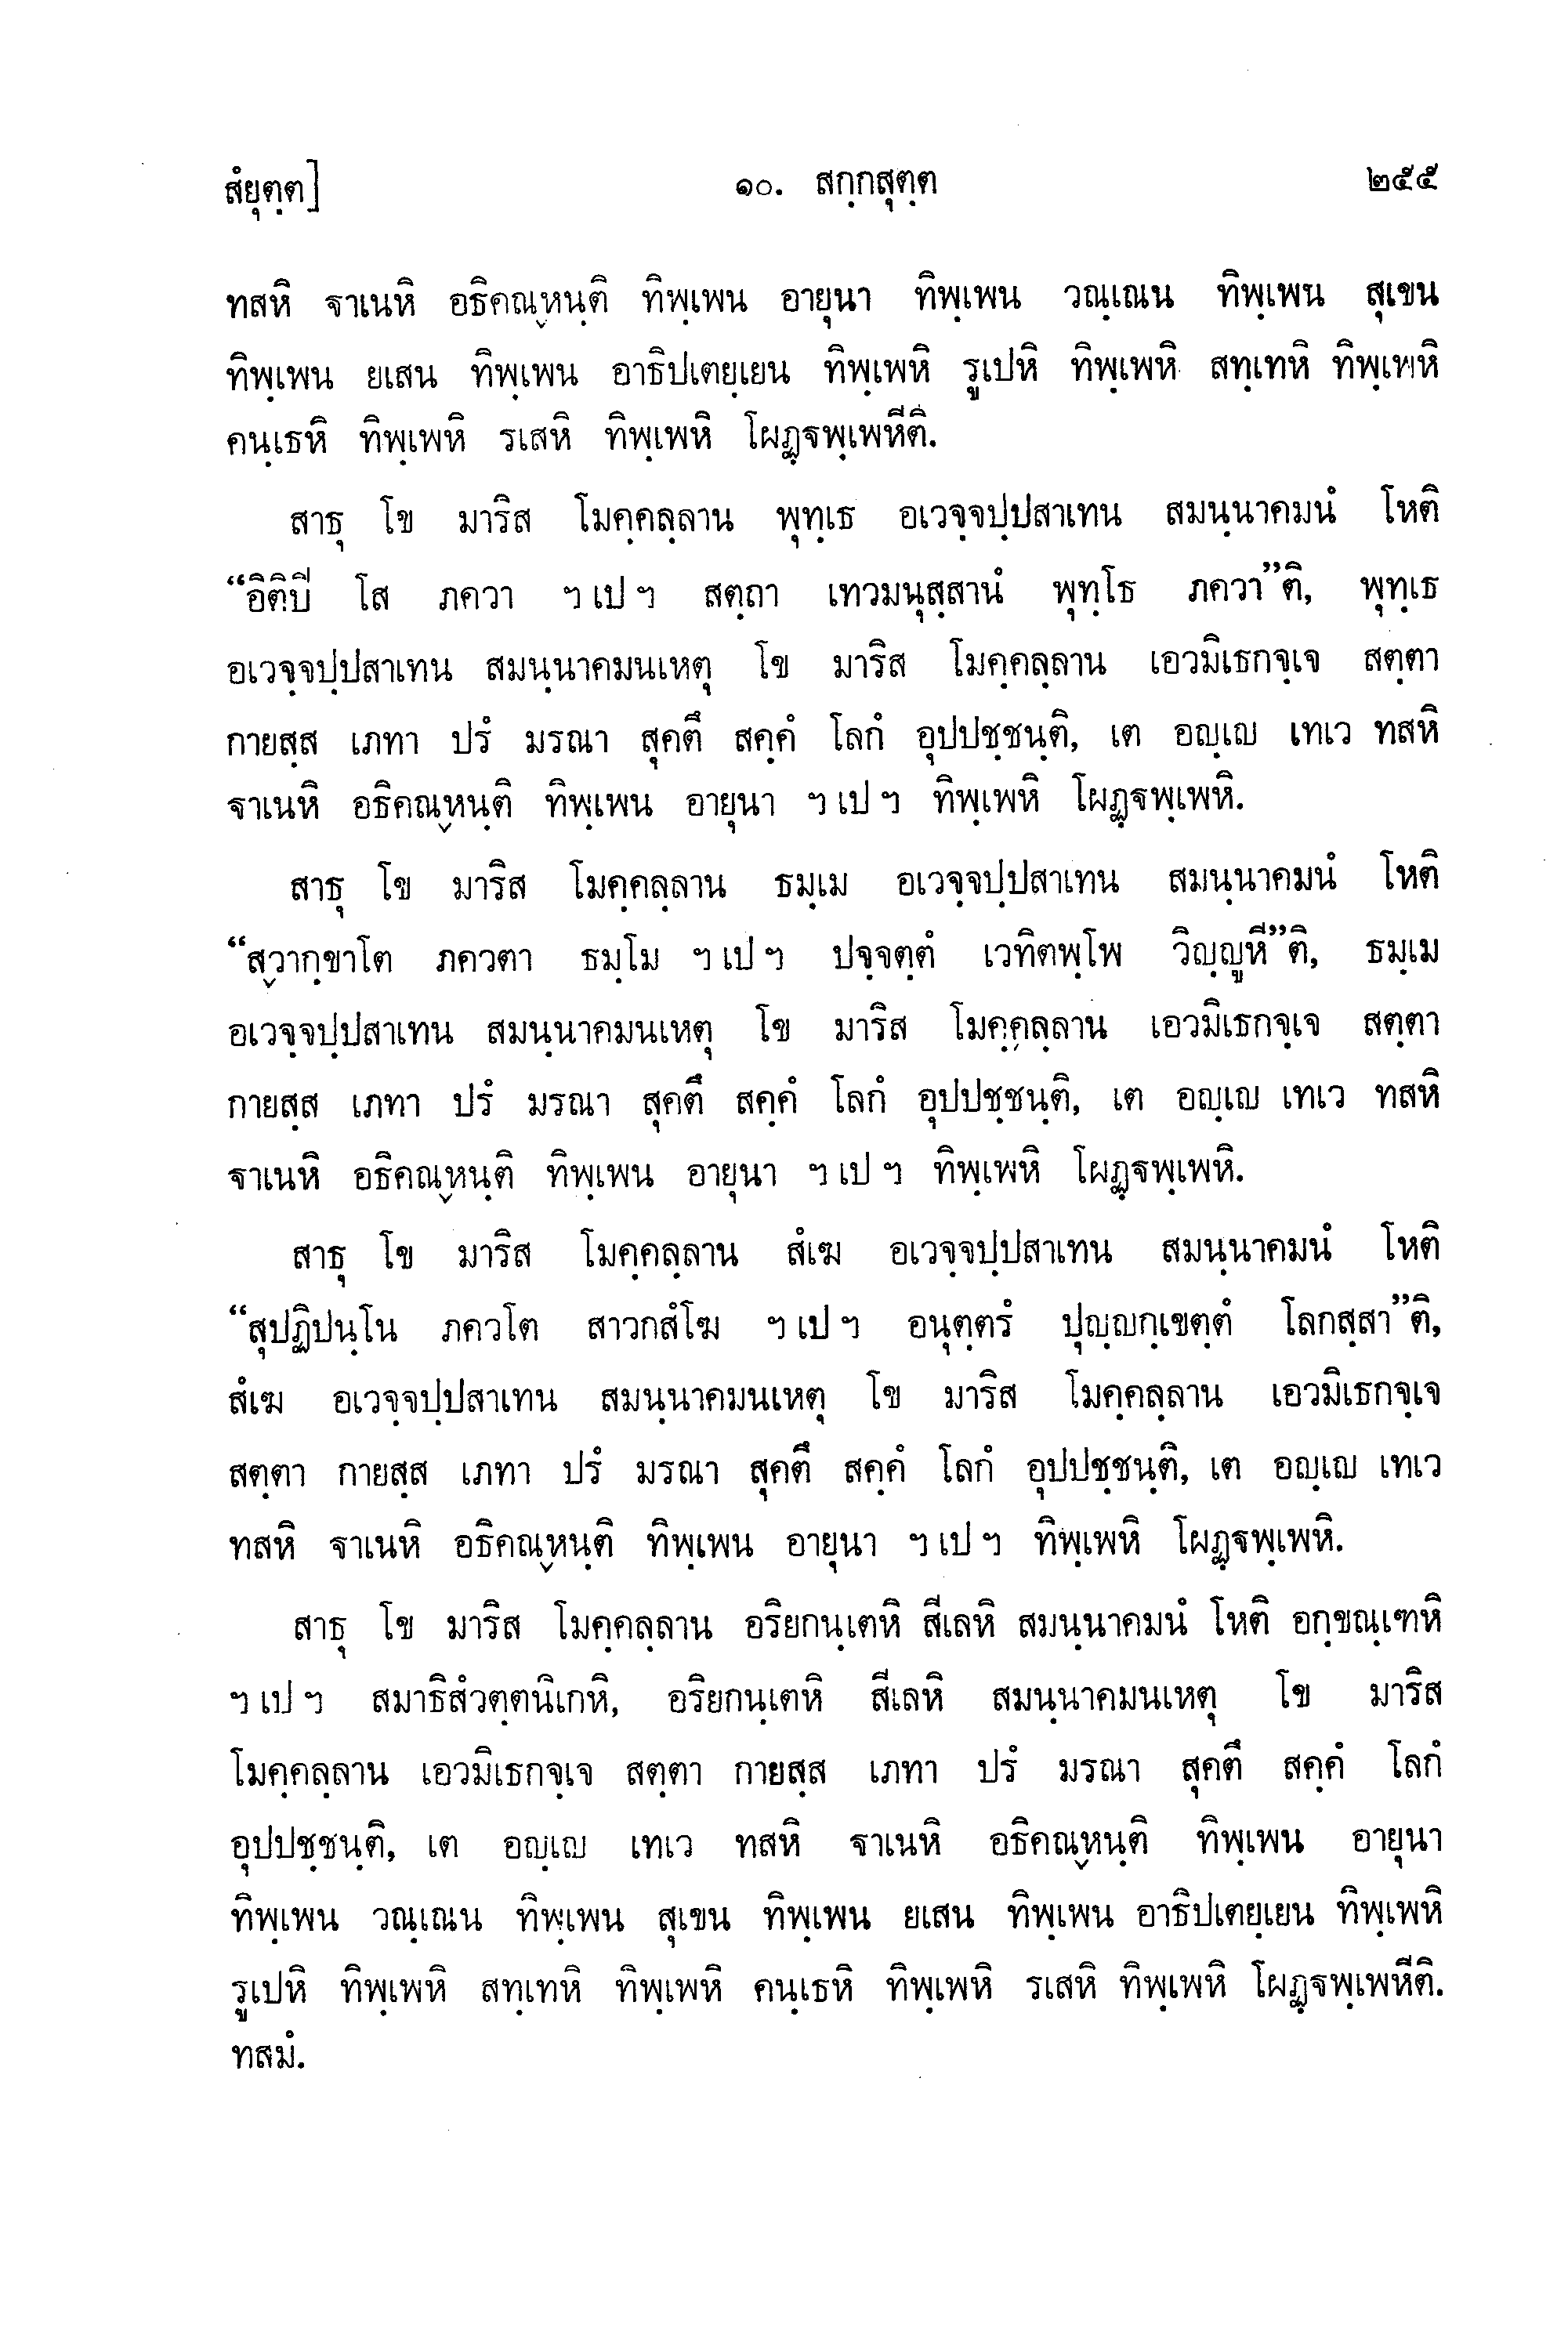 สํยุตฺต]
๑๐. สกฺกสุตฺต
๒๕๕
ทสหิ ฐาเนหิ อธิคณฺหนฺติ ทิพฺเพน อายุนา ทิพฺเพน วณฺเณน ทิพฺเพน สุเขน
ทิพฺเพน ยเสน ทิพฺเพน อาธิปเตยฺเยน ทิพฺเพหิ รูเปหิ ทิพฺเพหิ สทฺเทหิ ทิพฺเพหิ
คนฺเธหิ ทิพฺเพหิ รเสหิ ทิพฺเพหิ โผฏฺฐพฺเพหีติ.
สาธุ โข มาริส โมคฺคลฺลาน พุทฺเธ อเวจฺจปฺปสาเทน สมนฺนาคมนํ โหติ
“อิติปิ โส ภควา ฯ เป ฯ สตฺถา เทวมนุสฺสานํ พุทฺโธ ภควา”ติ, พุทฺเธ
อเวจฺจปฺปสาเทน สมนฺนาคมนเหตุ โข มาริส โมคฺคลฺลาน เอวมิเธกจฺเจ สตฺตา
กายสฺส เภทา ปรํ มรณา สุคตึ สคฺคํ โลกํ อุปปชฺชนฺติ, เต อญฺเญ เทเว ทสหิ
ฐาเนหิ อธิคณฺหนฺติ ทิพฺเพน อายุนา ฯ เป ฯ ทิพฺเพหิ โผฏฺฐพฺเพหิ.
สาธุ โข มาริส โมคฺคลฺลาน ธมฺเม อเวจฺจปฺปสาเทน สมนฺนาคมนํ โหติ
“สฺวากฺขาโต ภควตา ธมฺโม ฯ เป ฯ ปจฺจตฺตํ เวทิตพฺโพ วิญฺญูหี”ติ, ธมฺเม
อเวจฺจปฺปสาเทน สมนฺนาคมนเหตุ โข มาริส โมคฺคลฺลาน เอวมิเธกจฺเจ สตฺตา
กายสฺส เภทา ปรํ มรณา สุคตึ สคฺคํ โลกํ อุปปชฺชนฺติ, เต อญฺเญ เทเว ทสหิ
ฐาเนหิ อธิคณฺหนฺติ ทิพฺเพน อายุนา ฯ เป ฯ ทิพฺเพหิ โผฏฺฐพฺเพหิ.
สาธุ โข มาริส โมคฺคลฺลาน สํเฆ อเวจฺจปฺปสาเทน สมนฺนาคมนํ โหติ
“สุปฏิปนฺโน ภควโต สาวกสํโฆ ฯ เป ฯ อนุตฺตรํ ปุญฺญกฺเขตฺตํ โลกสฺสา”ติ,
สํเฆ อเวจฺจปฺปสาเทน สมนฺนาคมนเหตุ โข มาริส โมคฺคลฺลาน เอวมิเธกจฺเจ
สตฺตา กายสฺส เภทา ปรํ มรณา สุคตึ สคฺคํ โลกํ อุปปชฺชนฺติ, เต อญฺเญ เทเว
ทสหิ ฐาเนหิ อธิคณฺหนฺติ ทิพฺเพน อายุนา ฯ เป ฯ ทิพฺเพหิ โผฏฺฐพฺเพหิ.
สาธุ โข มาริส โมคฺคลฺลาน อริยกนฺเตหิ สีเลหิ สมนฺนาคมนํ โหติ อกฺขณฺเฑหิ
ฯ เป ฯ สมาธิสํวตฺตนิเกหิ, อริยกนฺเตหิ สีเลหิ สมนฺนาคมนเหตุ โข มาริส
โมคฺคลฺลาน เอวมิเธกจฺเจ สตฺตา กายสฺส เภทา ปรํ มรณา สุคตึ สคฺคํ โลกํ
อุปปชฺชนฺติ, เต อญฺเญ เทเว ทสหิ ฐาเนหิ อธิคณฺหนฺติ ทิพฺเพน อายุนา
ทิพฺเพน วณฺเณน ทิพฺเพน สุเขน ทิพฺเพน ยเสน ทิพฺเพน อาธิปเตยฺเยน ทิพฺเพหิ
รูเปหิ ทิพฺเพหิ สทฺเทหิ ทิพฺเพหิ คนฺเธหิ ทิพฺเพหิ รเสหิ ทิพฺเพหิ โผฏฺฐพฺเพหีติ.
ทสมํ.